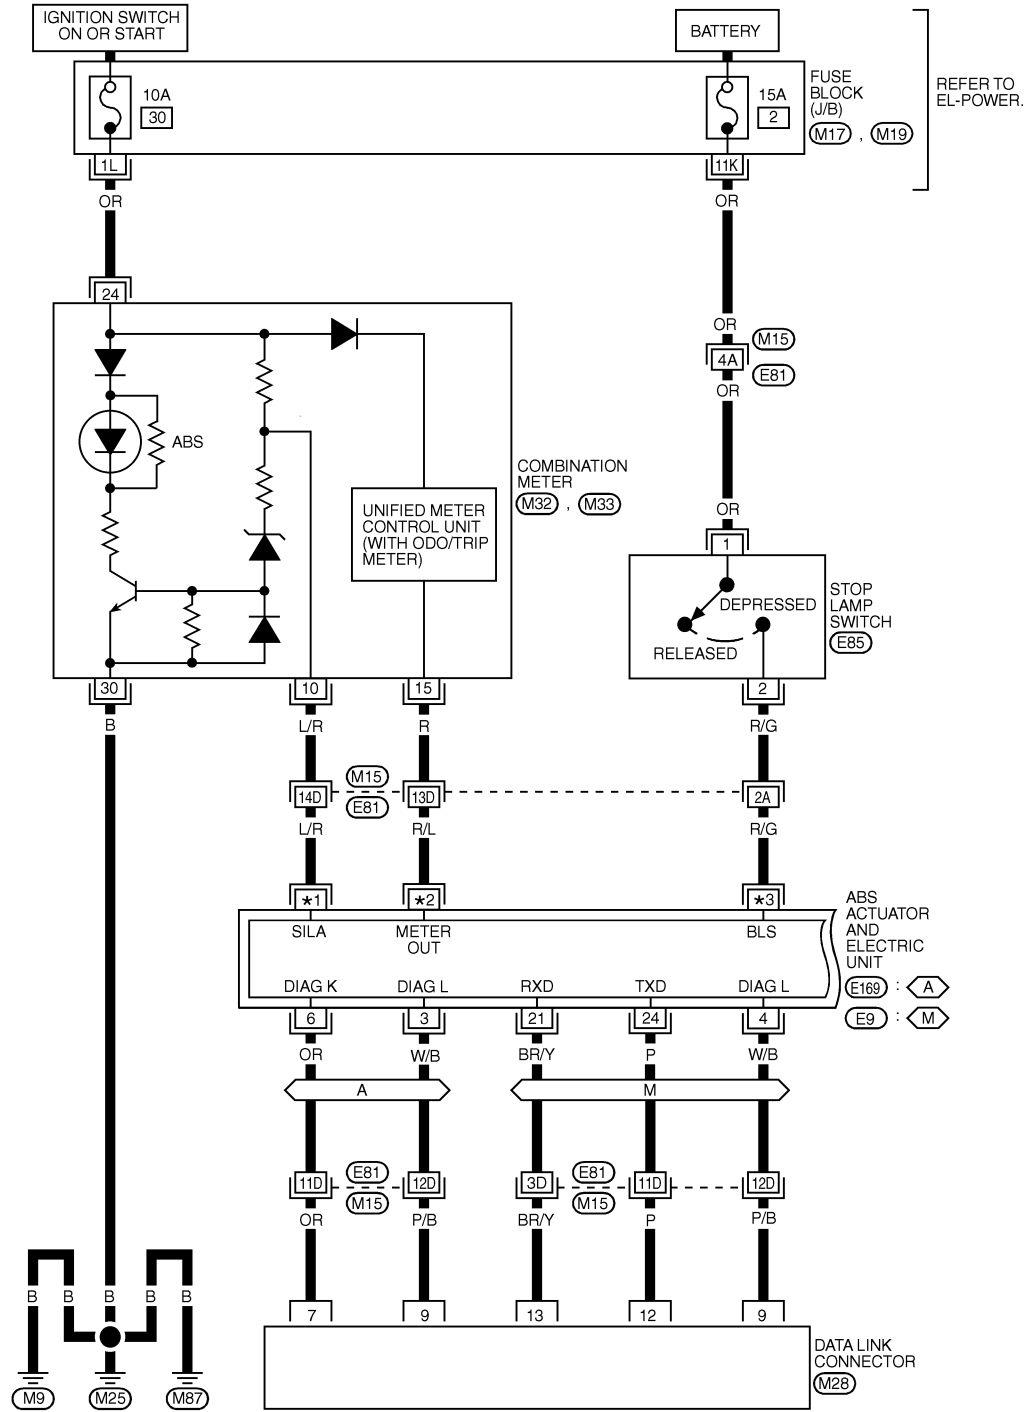 IGNITION SWITCH
ON OR START
BATTERY
REFER TO
EL-POWER.
10A
30
15A
2
FUSE
BLOCK
(J/B)
M17 , M19
1L
11K
OR
OR
24
OR
M15
4A
E81
OR
ABS
COMBINATION
METER
M32 , M33
UNIFIED METER
CONTROL UNIT
(WITH ODO/TRIP
METER)
OR
1
DEPRESSED
RELEASED
STOP
LAMP
SWITCH
E85
30
10
15
2
B
L/R
R
R/G
M15
14D
13D
2A
E81
L/R
R/L
R/G
*1
*2
*3
SILA
METER
OUT
BLS
ABS
ACTUATOR
AND
ELECTRIC
UNIT
E169 : A
E9 : M
DIAG K
DIAG L
RXD
TXD
DIAG L
6
3
21
24
4
OR
W/B
BR/Y
P
W/B
A
M
E81
E81
11D
12D
3D
11D
12D
M15
M15
OR
P/B
BR/Y
P
P/B
B
B
B
B
B
7
9
13
12
9
DATA LINK
CONNECTOR
M28
M9
M25
M87